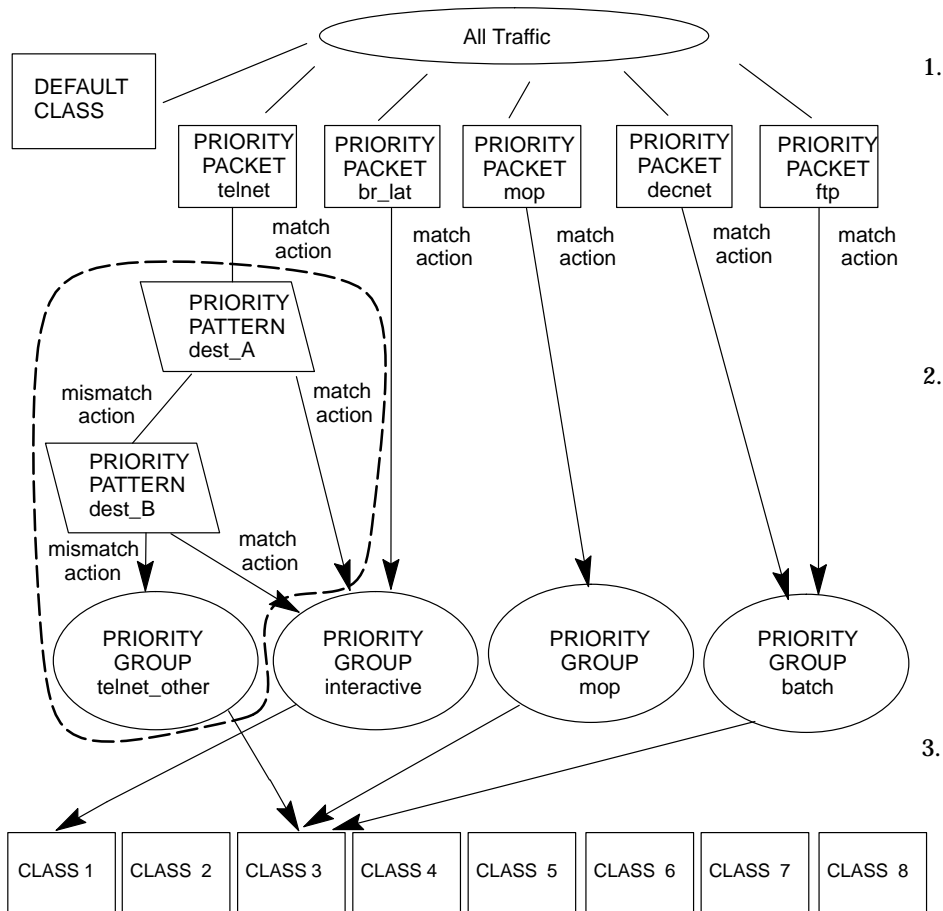 All Traffic
1.
DEFAULT
CLASS
PRIORITY
PACKET
telnet
PRIORITY
PACKET
br_lat
PRIORITY
PACKET
mop
PRIORITY
PACKET
decnet
PRIORITY
PACKET
ftp
match
action
match
action
match
action
match
action
match
action
PRIORITY
PATTERN
dest_A
2.
mismatch
action
match
action
PRIORITY
PATTERN
dest_B
mismatch
action
match
action
PRIORITY
GROUP
telnet_other
PRIORITY
GROUP
interactive
PRIORITY
GROUP
mop
PRIORITY
GROUP
batch
3.
CLASS 1
CLASS 2
CLASS 3
CLASS 4
CLASS 5
CLASS 6
CLASS 7
CLASS 8